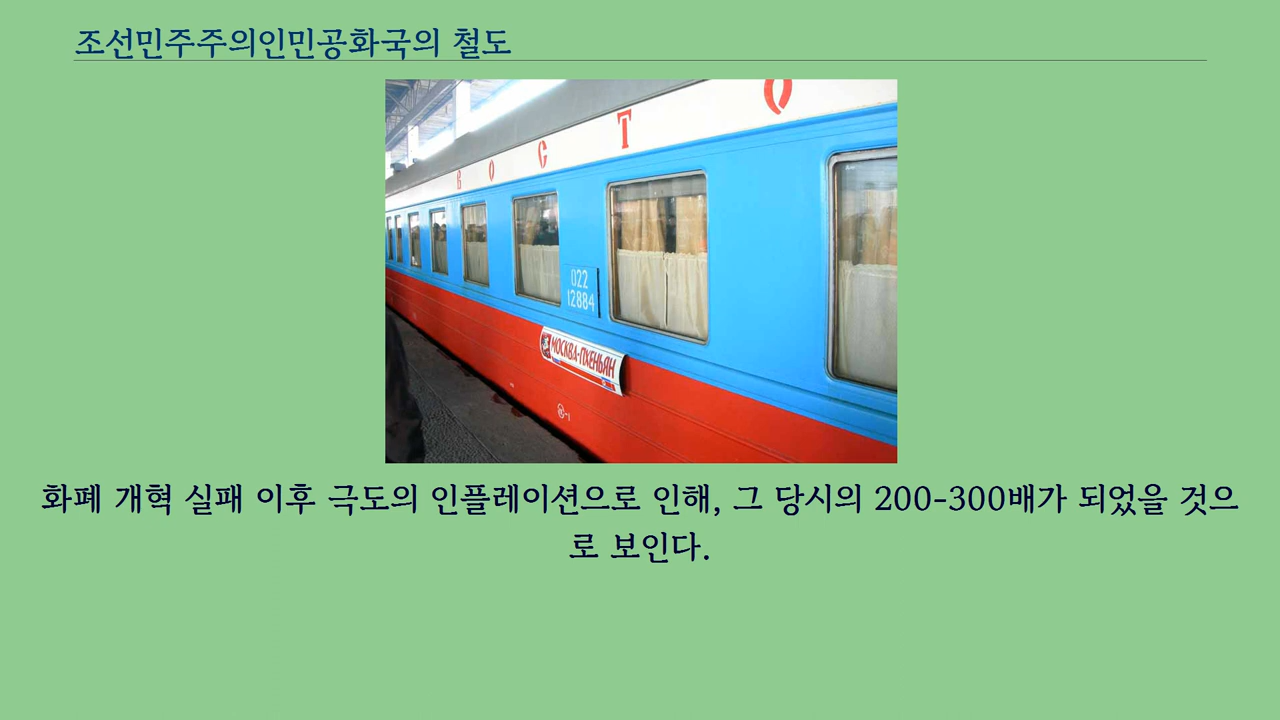 조선민주주의인민공화국의 철도
В О С Т О
022
12884
МОСКВА-ПХЕНЬЯН
화폐 개혁 실패 이후 극도의 인플레이션으로 인해, 그 당시의 200-300배가 되었을 것으
로 보인다.